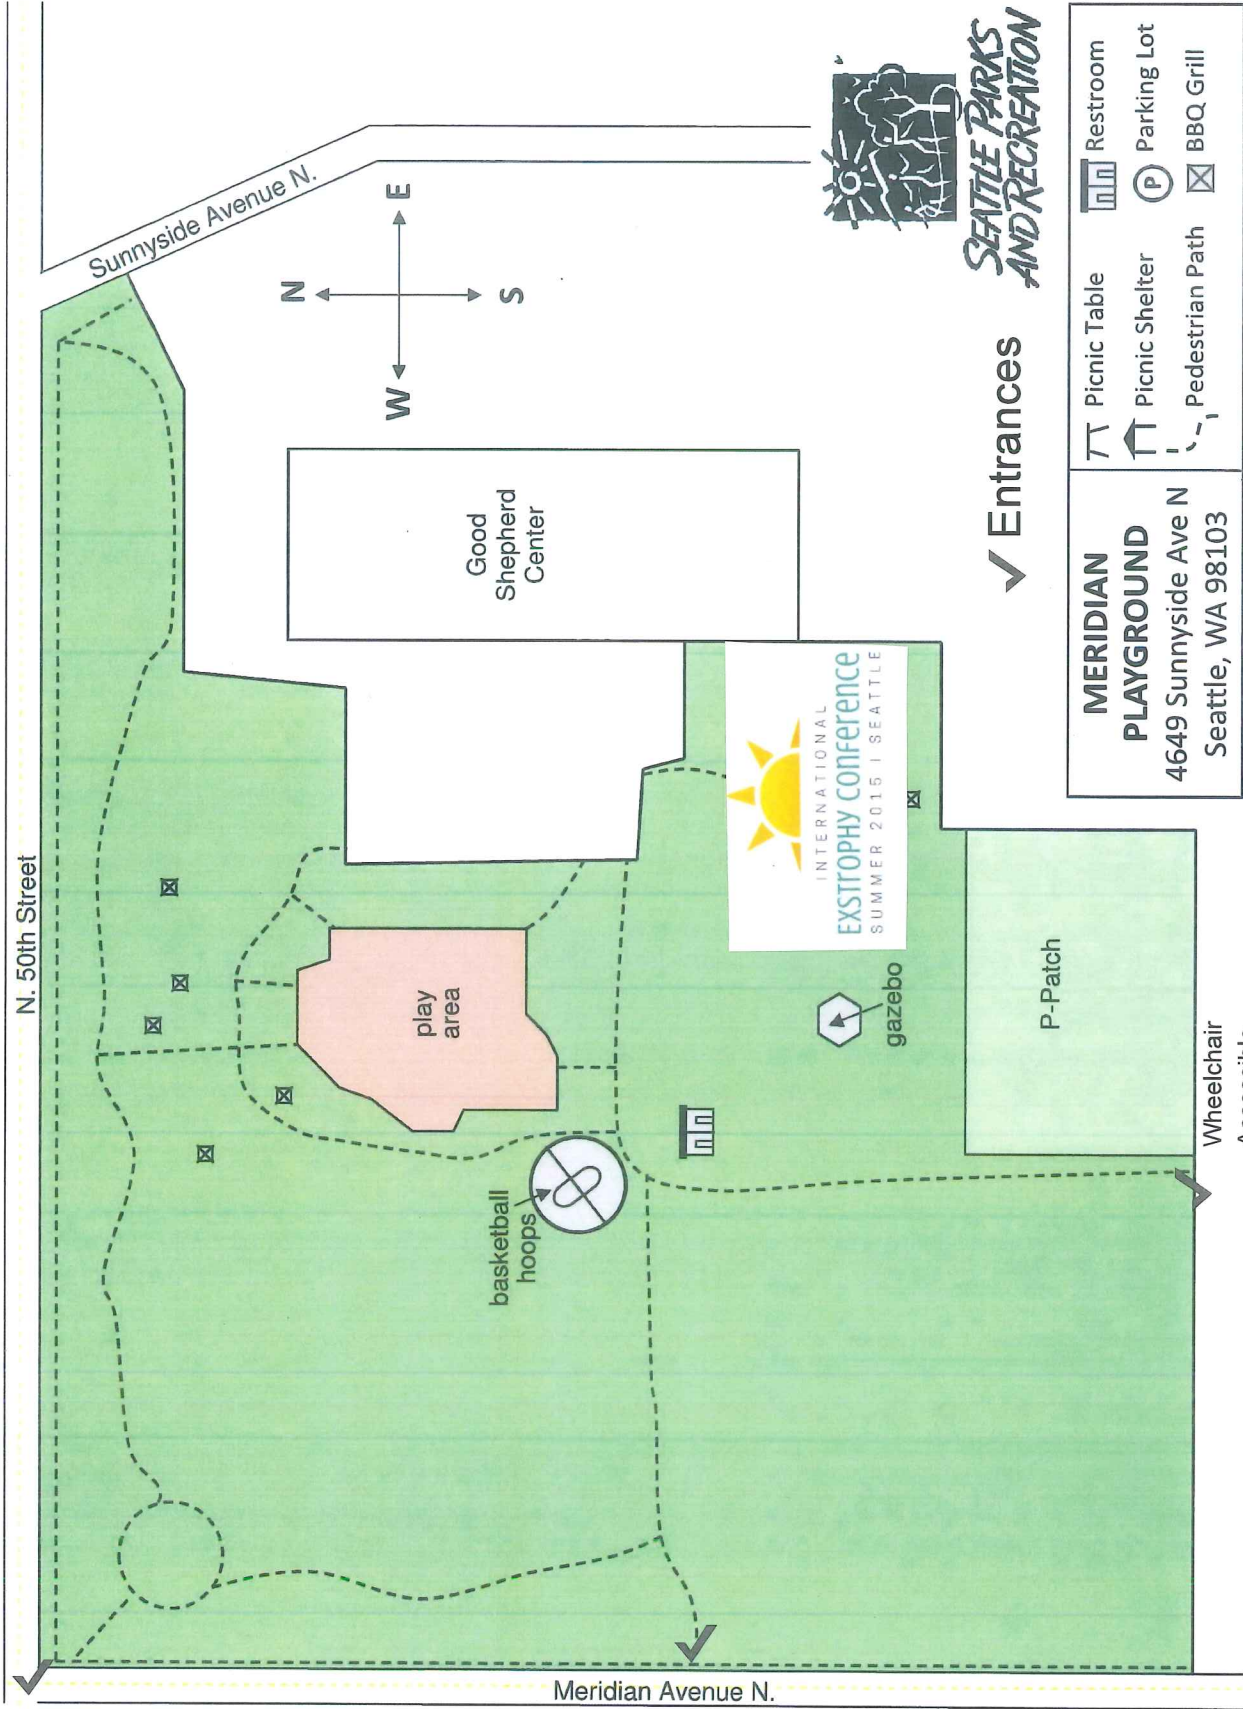 N. 50th Street
Sunnyside Avenue N.
N
W
E
S
Good
Shepherd
Center
play
area
basketball
hoops
INTERNATIONAL
EXSTROPHY CONFERENCE
SUMMER 2015 | SEATTLE
gazebo
P-Patch
Wheelchair
Meridian Avenue N.
✓ Entrances
SEATTLE PARKS
AND RECREATION
MERIDIAN
PLAYGROUND
4649 Sunnyside Ave N
Seattle, WA 98103
Picnic Table
Picnic Shelter
Pedestrian Path
Restroom
P Parking Lot
BBQ Grill